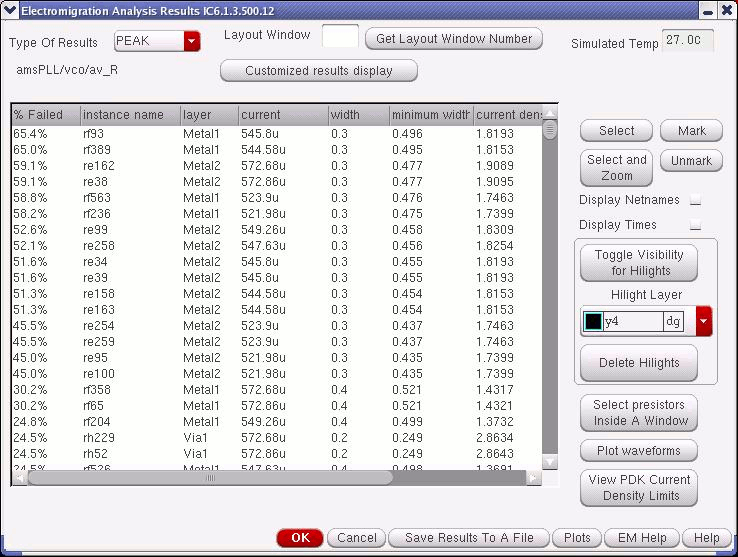 Electromigration Analysis Results IC6.1.3.500.12
Type Of Results PEAK Layout Window Get Layout Window Number Simulated Temp 27.0C
amsPLL/vco/av_R Customized results display
% Failed instance name layer current width minimum width current dens
65.4% rf93 Metal1 545.8u 0.3 0.496 1.8193
65.0% rf389 Metal1 544.58u 0.3 0.495 1.8153
59.1% re162 Metal2 572.68u 0.3 0.477 1.9089
59.1% re38 Metal2 572.86u 0.3 0.477 1.9095
58.8% rf563 Metal1 523.9u 0.3 0.476 1.7463
58.2% rf236 Metal1 521.98u 0.3 0.475 1.7399
52.6% re99 Metal2 549.26u 0.3 0.458 1.8309
52.1% re258 Metal2 547.63u 0.3 0.456 1.8254
51.6% re34 Metal2 545.8u 0.3 0.455 1.8193
51.6% re39 Metal2 545.8u 0.3 0.455 1.8193
51.3% re158 Metal2 544.58u 0.3 0.454 1.8153
51.3% re163 Metal2 544.58u 0.3 0.454 1.8153
45.5% re254 Metal2 523.9u 0.3 0.437 1.7463
45.5% re259 Metal2 523.9u 0.3 0.437 1.7463
45.0% re95 Metal2 521.98u 0.3 0.435 1.7399
45.0% re100 Metal2 521.98u 0.3 0.435 1.7399
30.2% rf358 Metal1 572.68u 0.4 0.521 1.4317
30.2% rf65 Metal1 572.86u 0.4 0.521 1.4321
24.8% rf204 Metal1 549.26u 0.4 0.499 1.3732
24.5% rh229 Via1 572.68u 0.2 0.249 2.8634
24.5% rh52 Via1 572.86u 0.2 0.249 2.8643
24.5% rf526 Metal1 547.63u 0.4 0.498 1.3691
Select Mark
Select and Zoom Unmark
Display Netnames
Display Times
Toggle Visibility
for Hilights
Hilight Layer
y4 dg
Delete Hilights
Select presistors
Inside A Window
Plot waveforms
View PDK Current
Density Limits
OK Cancel Save Results To A File Plots EM Help Help